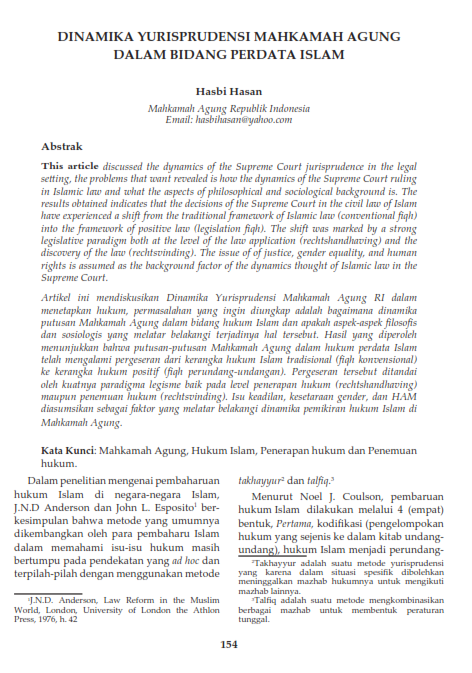 DINAMIKA YURISPRUDENSI MAHKAMAH AGUNG
DALAM BIDANG PERDATA ISLAM
Hasbi Hasan
Mahkamah Agung Republik Indonesia
Email: hasbihasan@yahoo.com
Abstrak
This article discussed the dynamics of the Supreme Court jurisprudence in the legal
setting, the problems that want revealed is how the dynamics of the Supreme Court ruling
in Islamic law and what the aspects of philosophical and sociological background is. The
results obtained indicates that the decisions of the Supreme Court in the civil law of Islam
have experienced a shift from the traditional framework of Islamic law (conventional fiqh)
into the framework of positive law (legislation fiqh). The shift was marked by a strong
legislative paradigm both at the level of the law application (rechtshandhaving) and the
discovery of the law (rechtsvinding). The issue of of justice, gender equality, and human
rights is assumed as the background factor of the dynamics thought of Islamic law in the
Supreme Court.
Artikel ini mendiskusikan Dinamika Yurisprudensi Mahkamah Agung RI dalam
menetapkan hukum, permasalahan yang ingin diungkap adalah bagaimana dinamika
putusan Mahkamah Agung dalam bidang hukum Islam dan apakah aspek-aspek filosofis
dan sosiologis yang melatar belakangi terjadinya hal tersebut. Hasil yang diperoleh
menunjukkan bahwa putusan-putusan Mahkamah Agung dalam hukum perdata Islam
telah mengalami pergeseran dari kerangka hukum Islam tradisional (fiqh konvensional)
ke kerangka hukum positif (fiqh perundang-undangan). Pergeseran tersebut ditandai
oleh kuatnya paradigma legisme baik pada level penerapan hukum (rechtshandhaving)
maupun penemuan hukum (rechtsvinding). Isu keadilan, kesetaraan gender, dan HAM
diasumsikan sebagai faktor yang melatar belakangi dinamika pemikiran hukum Islam di
Mahkamah Agung.
Kata Kunci: Mahkamah Agung, Hukum Islam, Penerapan hukum dan Penemuan
hukum.
Dalam penelitian mengenai pembaharuan
hukum Islam di negara-negara Islam,
J.N.D Anderson dan John L. Esposito¹ ber-
kesimpulan bahwa metode yang umumnya
dikembangkan oleh para pembaharu Islam
dalam memahami isu-isu hukum masih
bertumpu pada pendekatan yang ad hoc dan
terpilah-pilah dengan menggunakan metode
¹J.N.D. Anderson, Law Reform in the Muslim
World, London, University of London the Athlon
Press, 1976, h. 42
takhayyur² dan talfiq.³
Menurut Noel J. Coulson, pembaruan
hukum Islam dilakukan melalui 4 (empat)
bentuk, Pertama, kodifikasi (pengelompokan
hukum yang sejenis ke dalam kitab undang-
undang), hukum Islam menjadi perundang-
²Takhayyur adalah suatu metode yurisprudensi
yang karena dalam situasi spesifik dibolehkan
meninggalkan mazhab hukumnya untuk mengikuti
mazhab lainnya.
³Talfiq adalah suatu metode mengkombinasikan
berbagai mazhab untuk membentuk peraturan
tunggal.
154